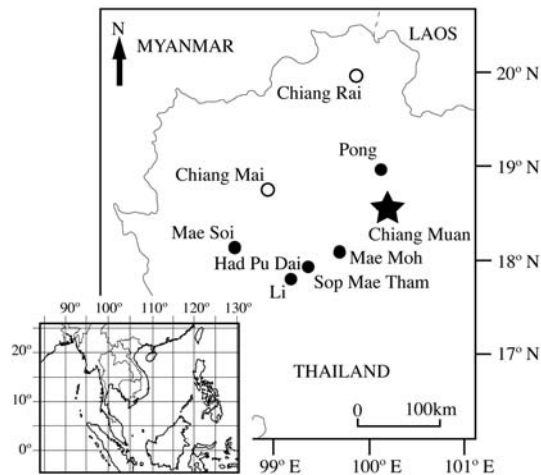 N
MYANMAR
LAOS
20° N
Chiang Rai
Pong
19° N
Chiang Mai
Mae Soi
Chiang Muan
Had Pu Dai
Mae Moh
18° N
Li
Sop Mae Tham
85° 90° 100° 110° 120° 130°
20°
10°
0°
17° N
THAILAND
0 100km
99° E 100° E 101° E